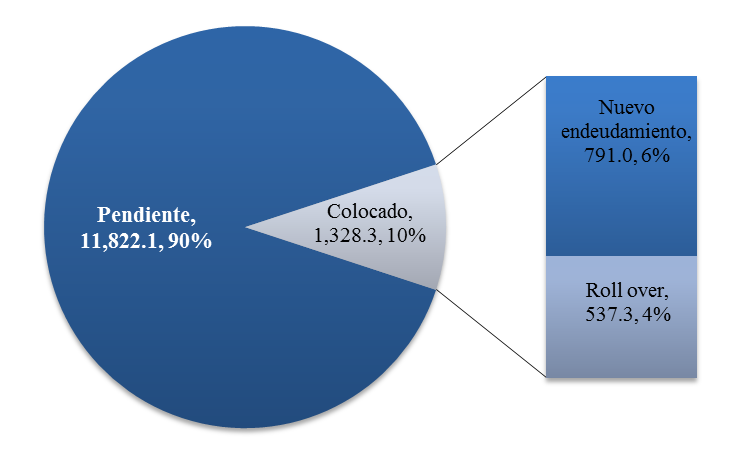 Pendiente,
11,822.1, 90%
Colocado,
1,328.3, 10%
Nuevo
endeudamiento,
791.0, 6%
Roll over,
537.3, 4%